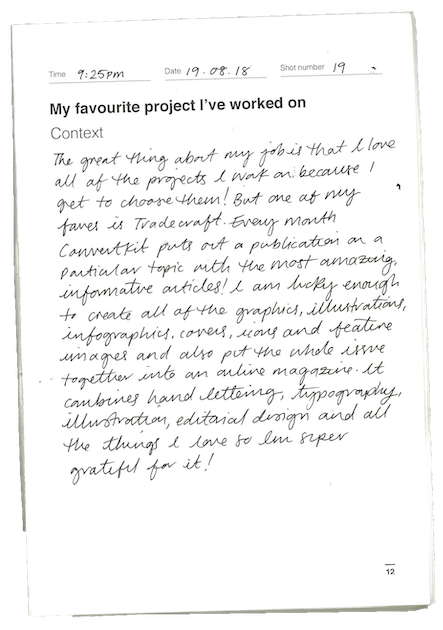 Time 9:25pm Date 19.08.18 Shot number 19
My favourite project I've worked on
Context
The great thing about my job is that I love
all of the projects I work on because I
get to choose them! But one of my
faves is Tradecraft. Every month
Convertkit puts out a publication on a
particular topic with the most amazing,
informative articles! I am lucky enough
to create all of the graphics, illustrations,
infographics, covers, icons and feature
images and also put the whole issue
together into an online magazine. It
combines hand lettering, typography,
illustration, editorial design and all
the things I love so I'm super
grateful for it!
12